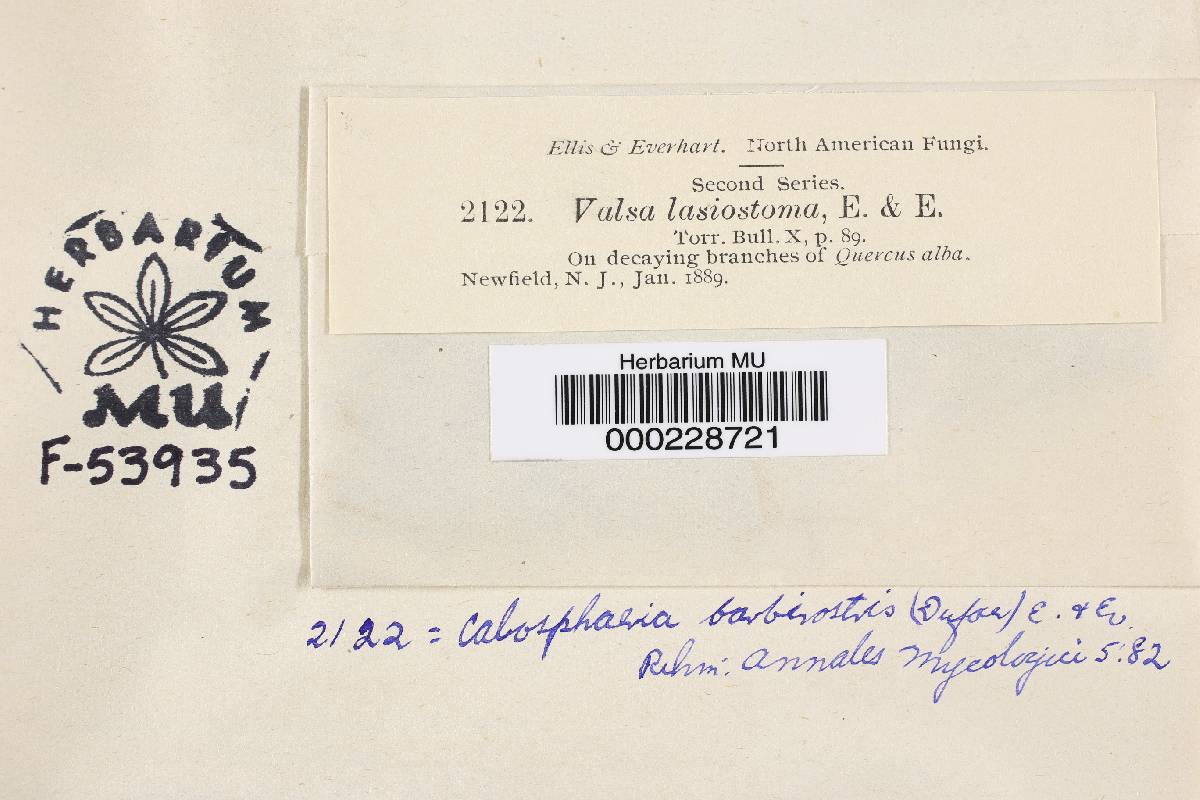 Ellis & Everhart. North American Fungi.
Second Series.
2122. Valsa lasiostoma, E. & E.
Torr. Bull. X, p. 89.
On decaying branches of Quercus alba.
Newfield, N. J., Jan. 1889.
HERBARIUM
MU
F-53935
Herbarium MU
000228721
2122 = Calosphaeria barbirostris (Dufour) E. & Ev.
Rehm: Annales Mycologici 5:82